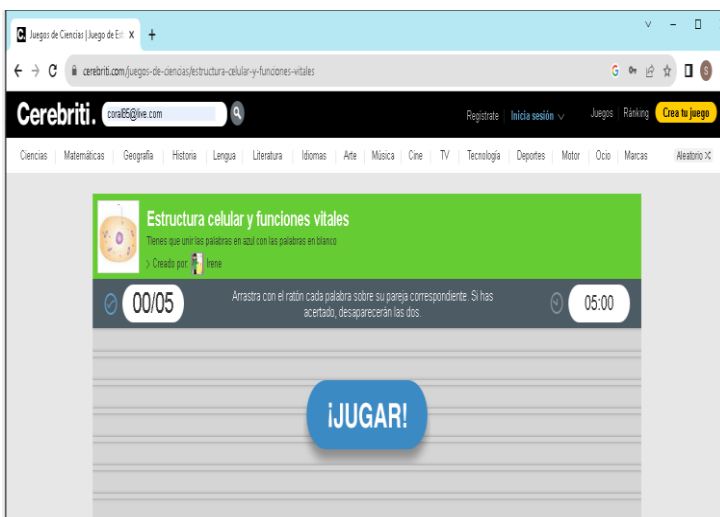 Juegos de Ciencias | Juego de Est
cerebriti.com/juegos-de-ciencias/estructura-celular-y-funciones-vitales
Cerebriti. coral65@live.com Regístrate Inicia sesión Juegos Ránking Crea tu juego
Ciencias Matemáticas Geografía Historia Lengua Literatura Idiomas Arte Música Cine TV Tecnología Deportes Motor Ocio Marcas Aleatorio
Estructura celular y funciones vitales
Tienes que unir las palabras en azul con las palabras en blanco
> Creado por: Irene
00/05 Arrastra con el ratón cada palabra sobre su pareja correspondiente. Si has 05:00
acertado, desaparecerán las dos.
¡JUGAR!